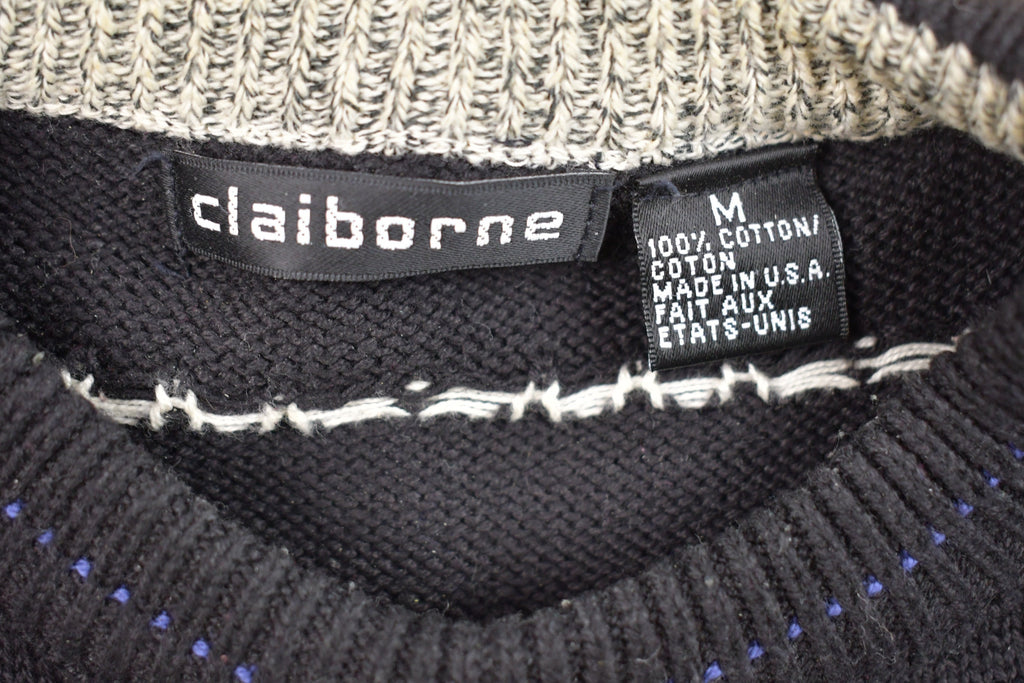 claiborne
M
100% COTTON/
COTON
MADE IN U.S.A.
FAIT AUX
ETATS-UNIS